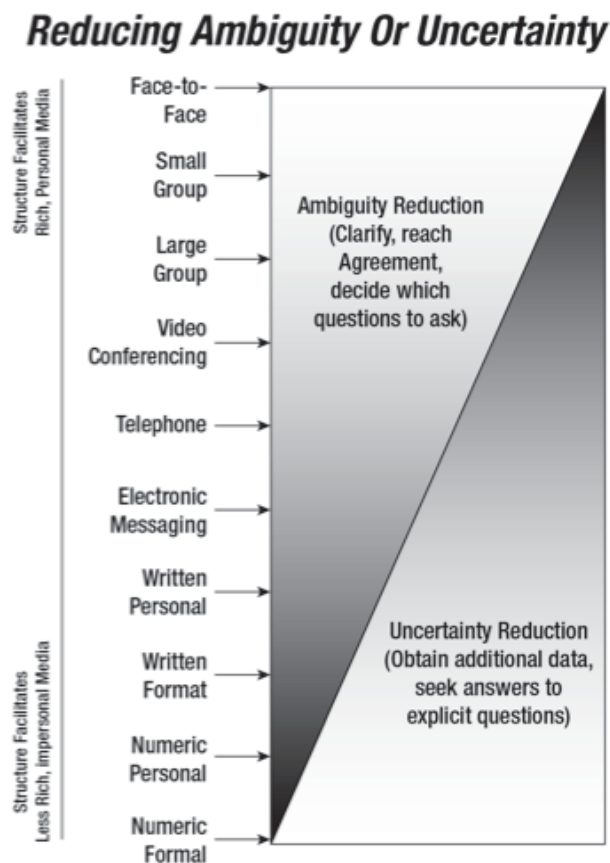 Reducing Ambiguity Or Uncertainty
Structure Facilitates
Rich, Personal Media
Face-to-
Face
Small
Group
Large
Group
Video
Conferencing
Telephone
Electronic
Messaging
Written
Personal
Written
Format
Numeric
Personal
Numeric
Formal
Structure Facilitates
Less Rich, impersonal Media
Ambiguity Reduction
(Clarify, reach
Agreement,
decide which
questions to ask)
Uncertainty Reduction
(Obtain additional data,
seek answers to
explicit questions)